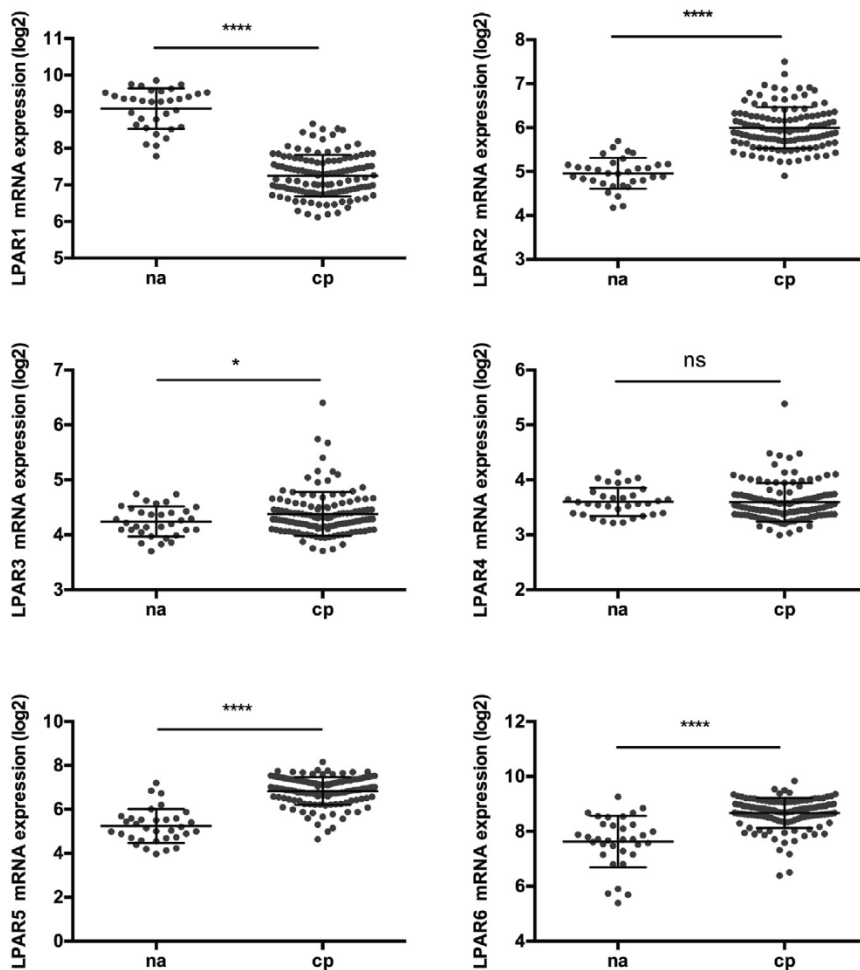 LPAR1 mRNA expression (log2)
11
10
9
8
7
6
5
****
na
cp
LPAR2 mRNA expression (log2)
8
7
6
5
4
3
****
na
cp
LPAR3 mRNA expression (log2)
7
6
5
4
3
*
na
cp
LPAR4 mRNA expression (log2)
6
5
4
3
2
ns
na
cp
LPAR5 mRNA expression (log2)
10
8
6
4
2
0
****
na
cp
LPAR6 mRNA expression (log2)
12
10
8
6
4
****
na
cp